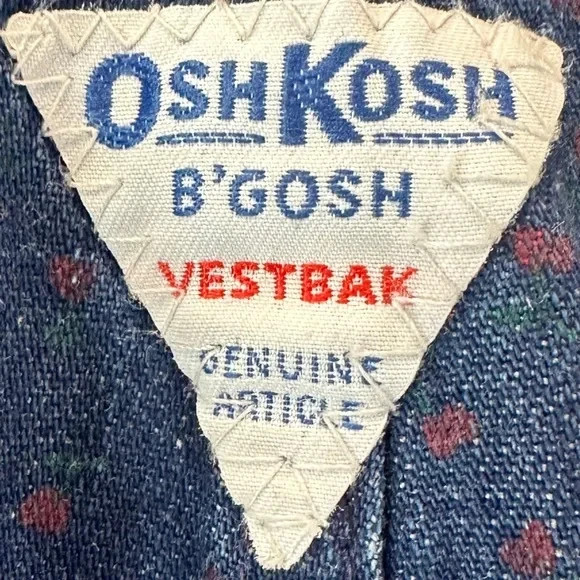 OSHKOSH
B'GOSH
VESTBAK
GENUINE
ARTICLE